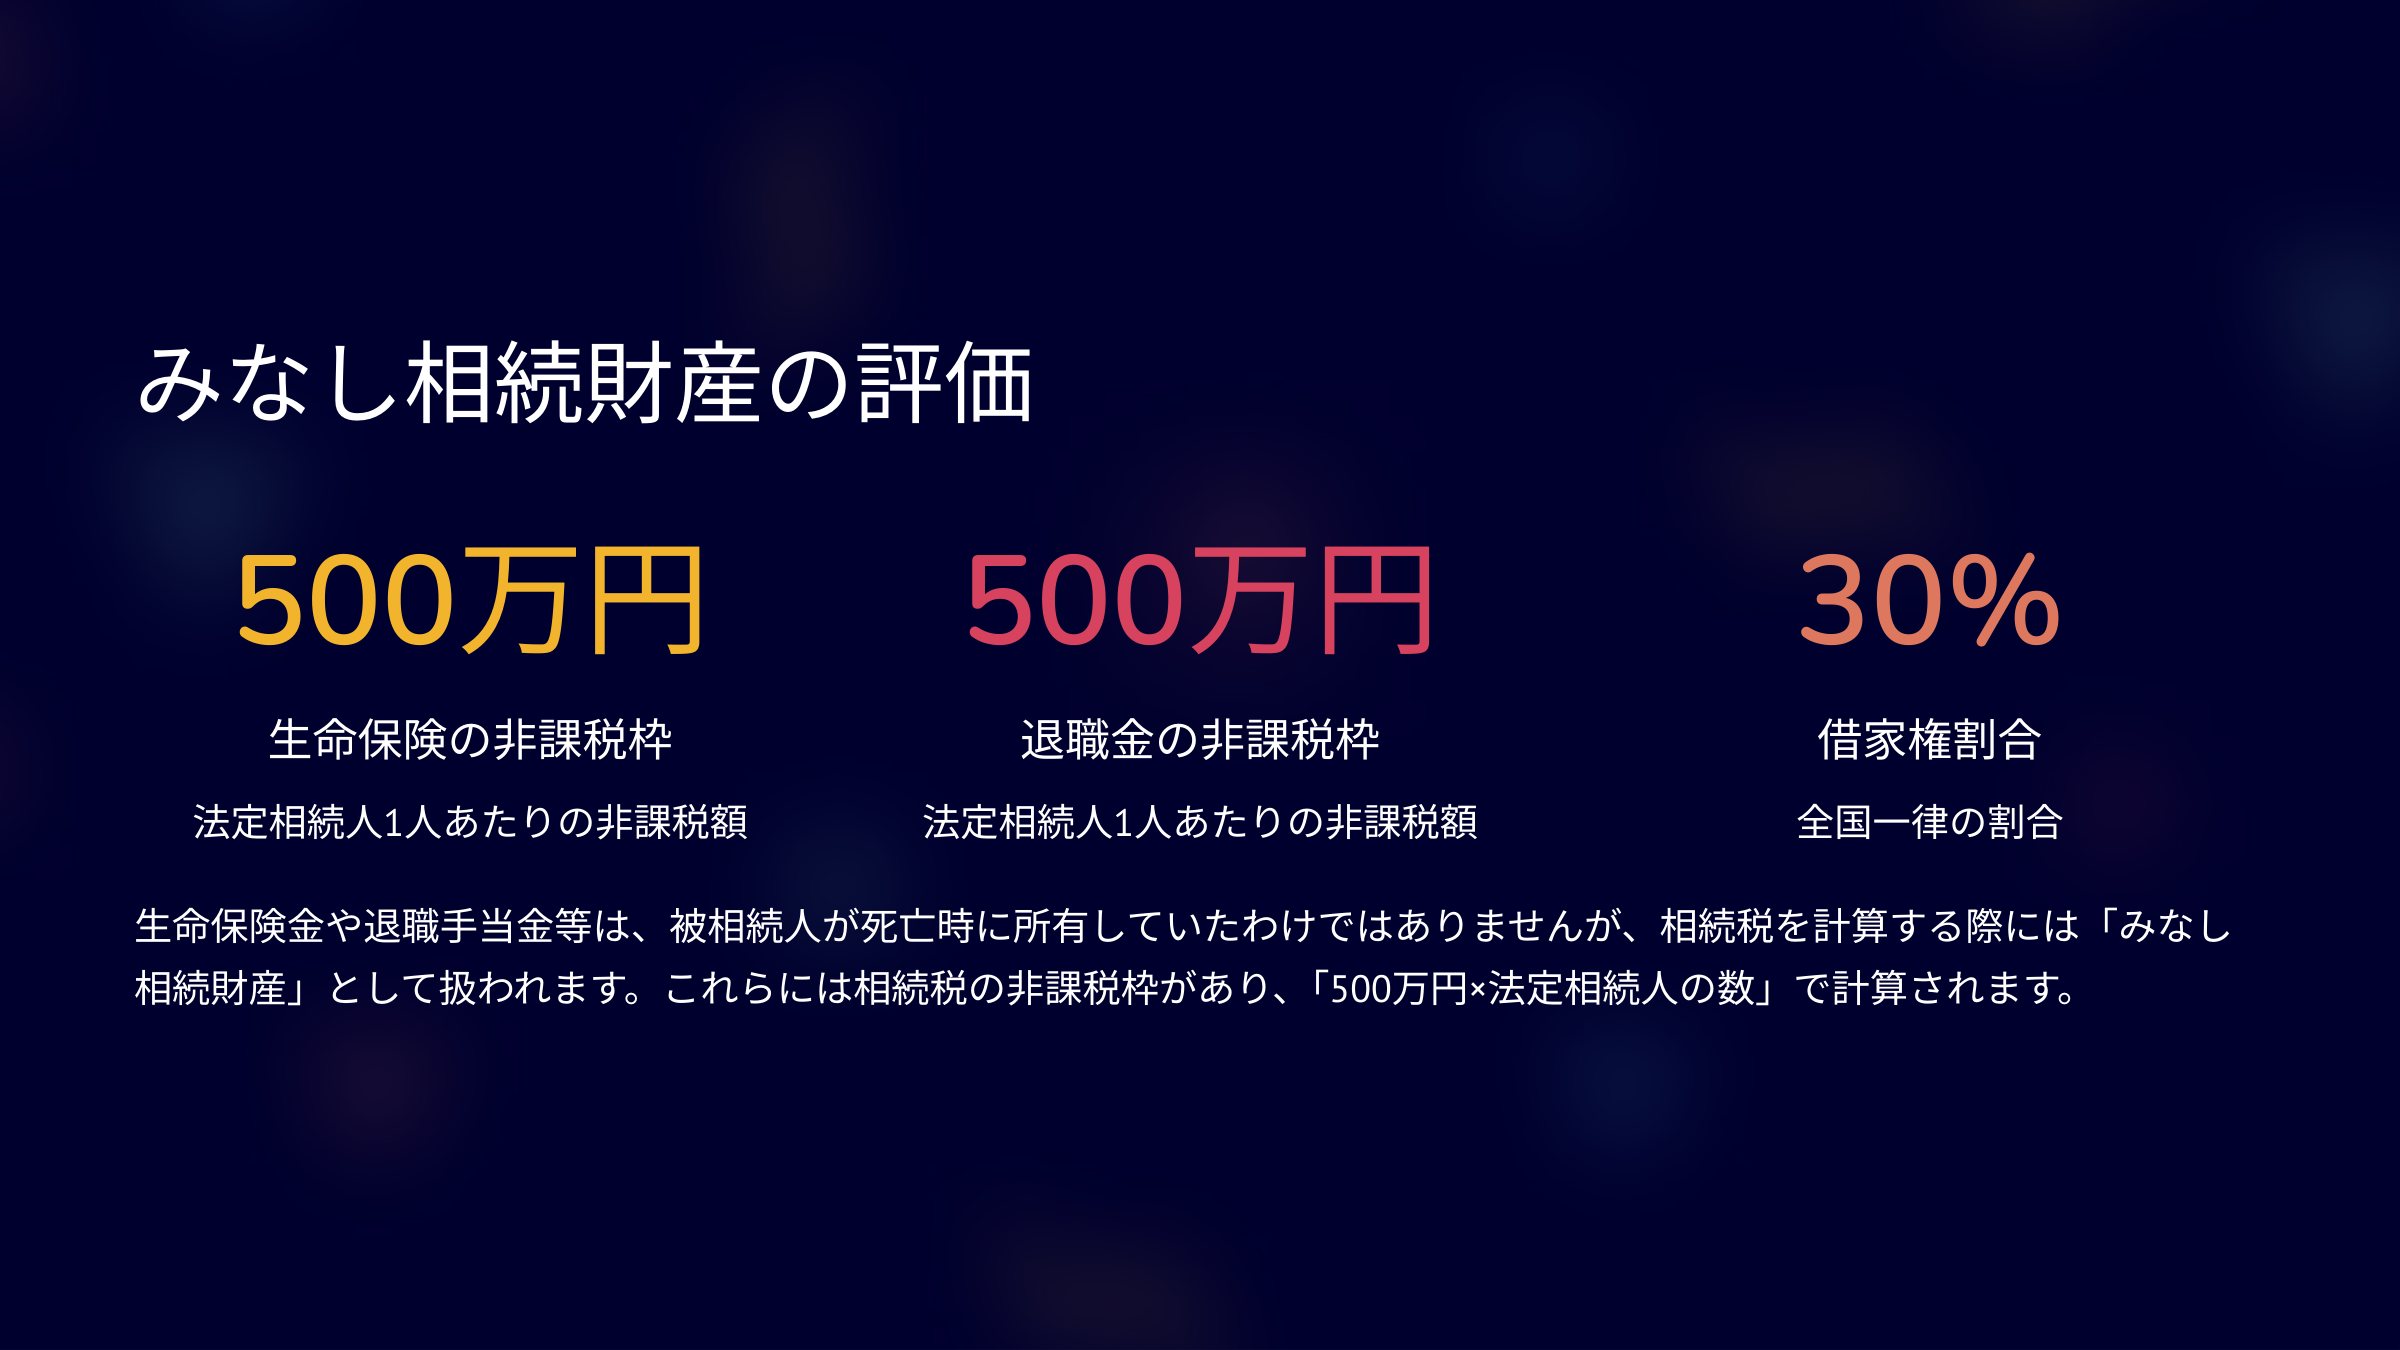 みなし相続財産の評価
500万円
500万円
30%
生命保険の非課税枠
退職金の非課税枠
借家権割合
法定相続人1人あたりの非課税額
法定相続人1人あたりの非課税額
全国一律の割合
生命保険金や退職手当金等は、被相続人が死亡時に所有していたわけではありませんが、相続税を計算する際には「みなし
相続財産」として扱われます。これらには相続税の非課税枠があり、「500万円×法定相続人の数」で計算されます。